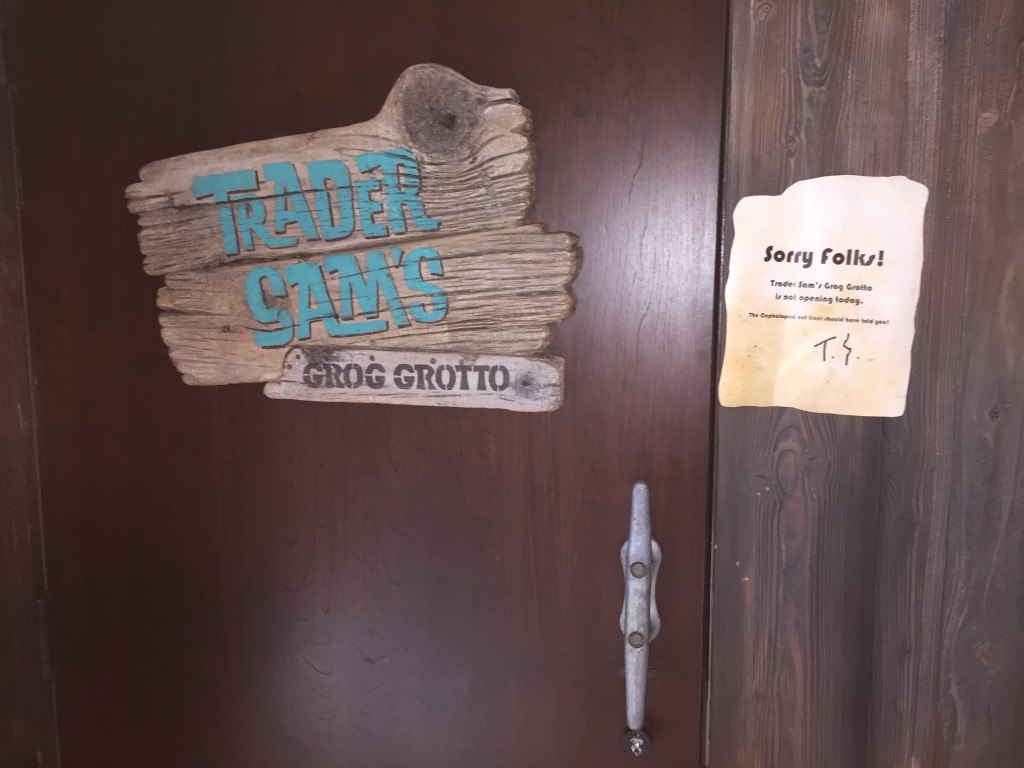 TRADER
SAM'S
GROG GROTTO
Sorry Folks!
Trader Sam's Grog Grotto
is not opening today.
The Cephalopod out front should have told you!
T. S.